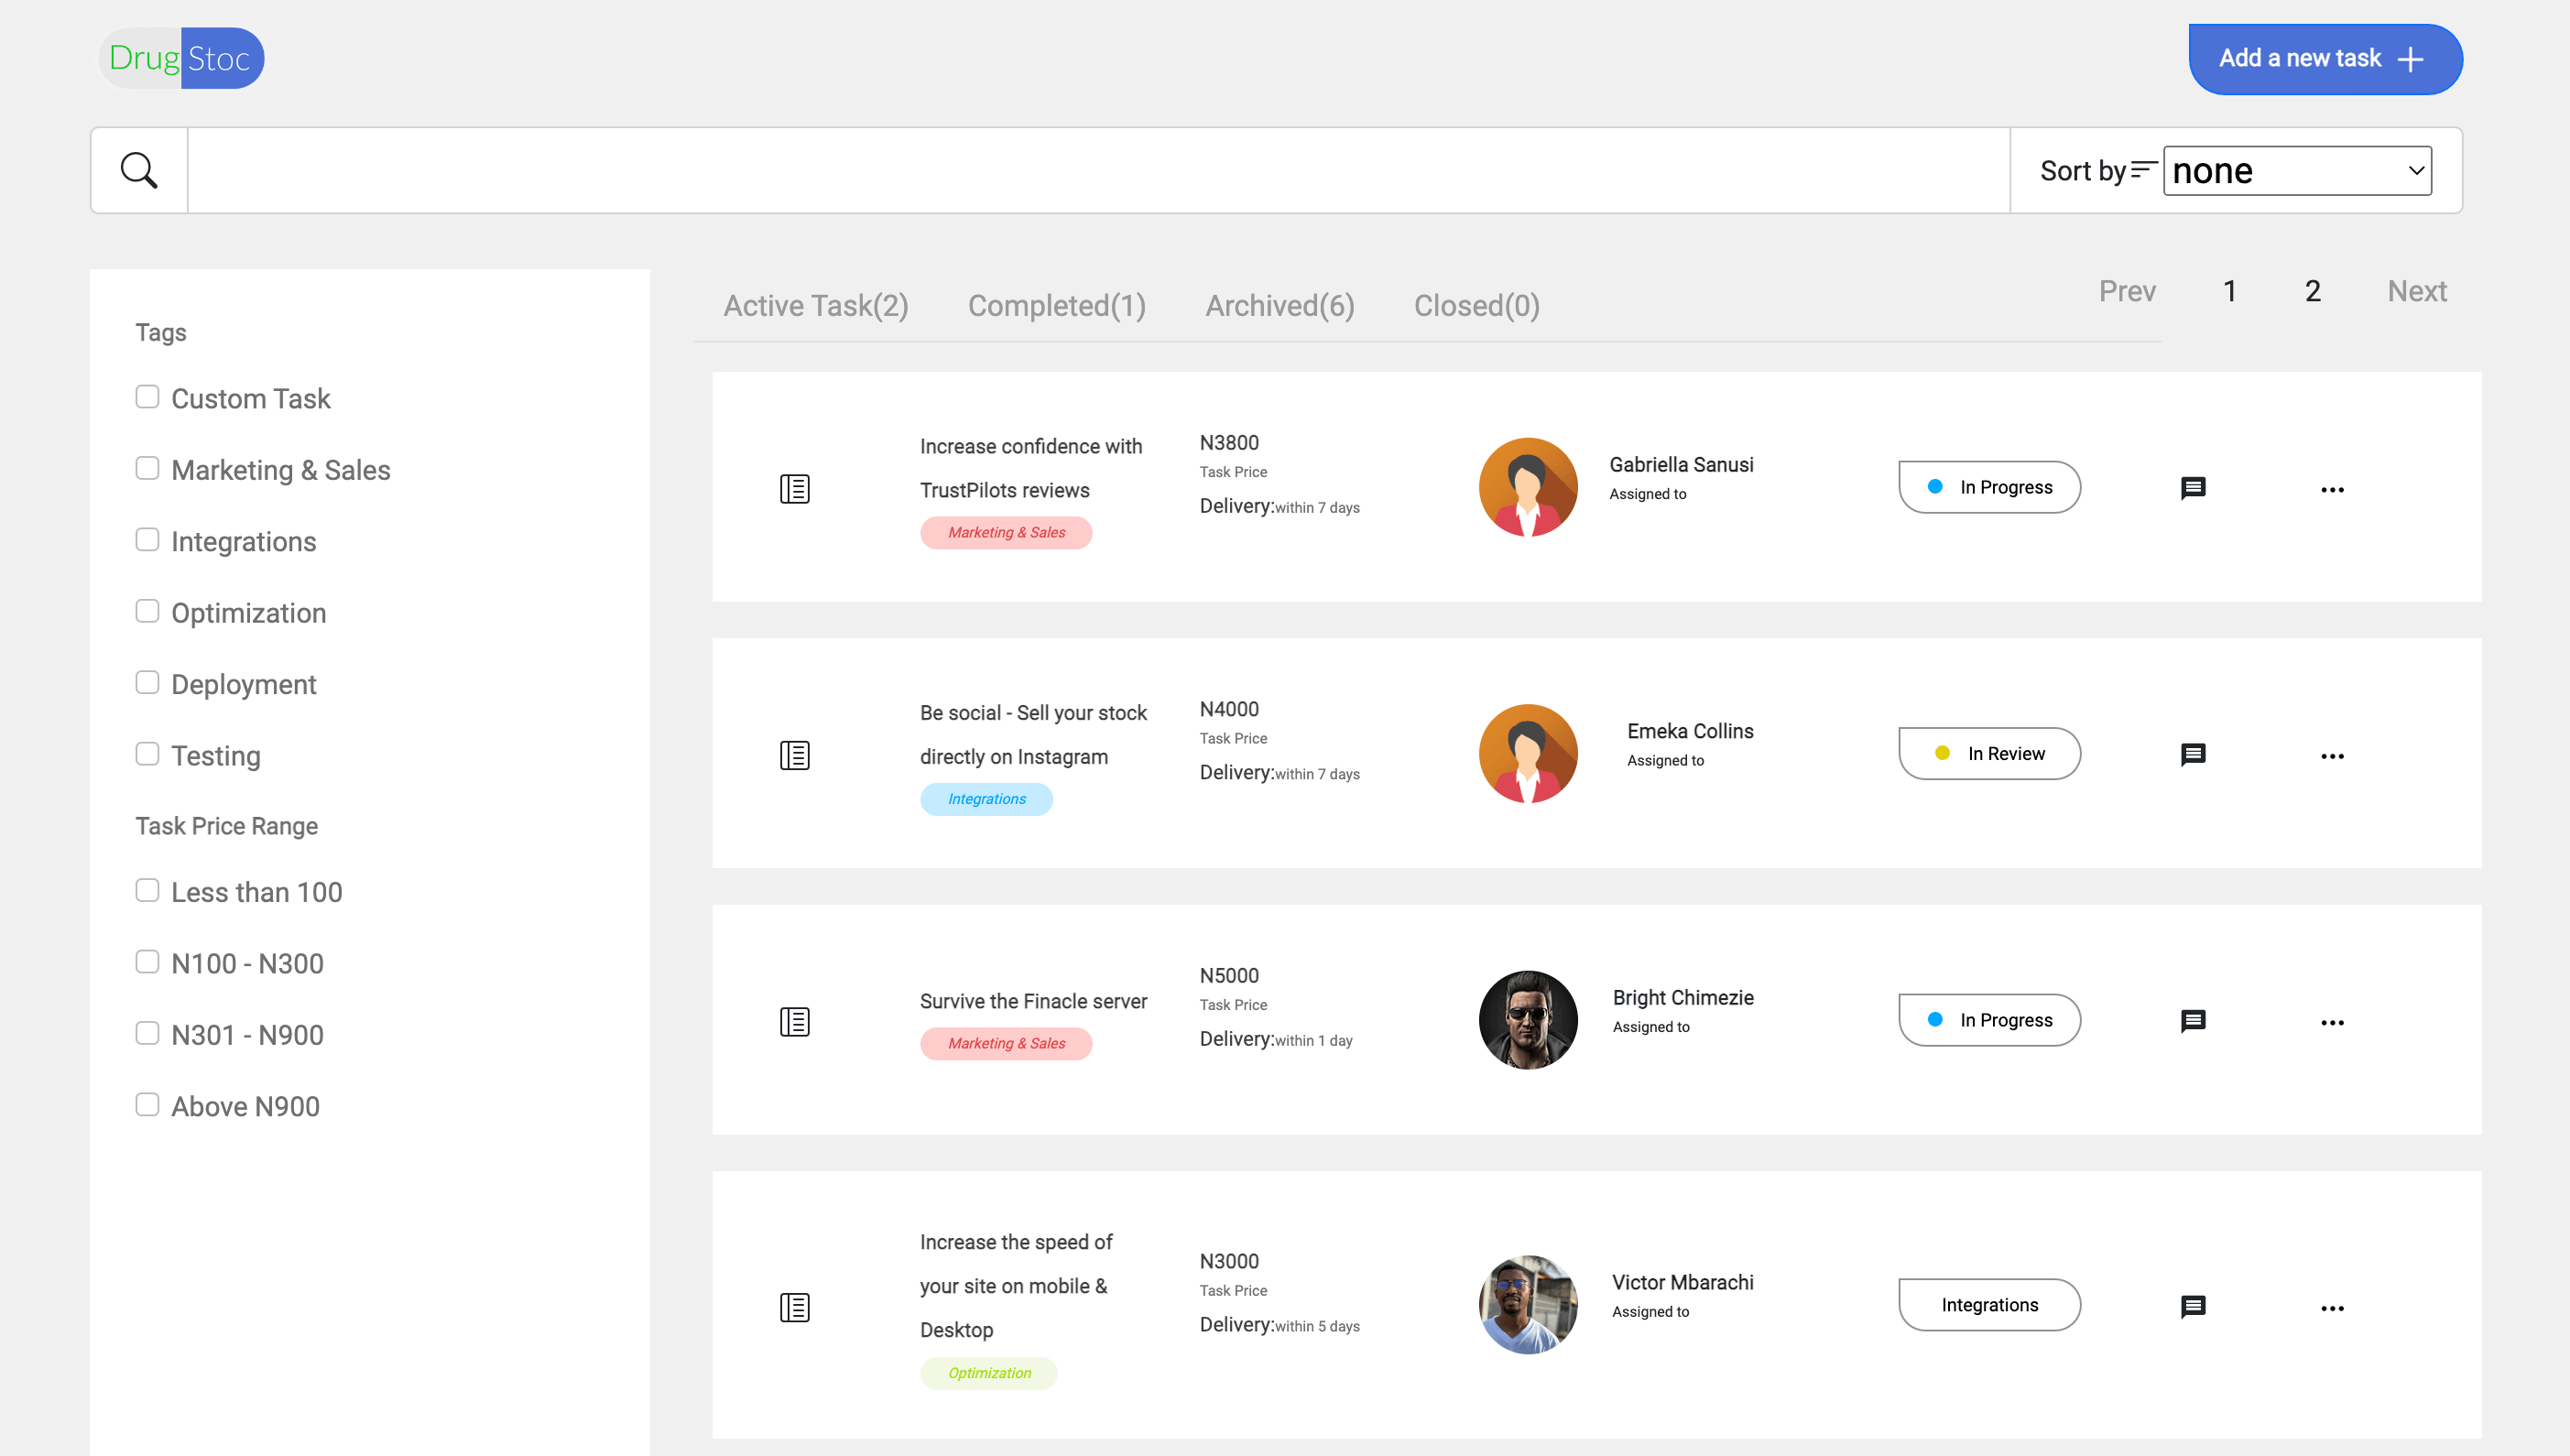 Drug Stoc
Add a new task
Sort by none
Tags
Custom Task
Marketing & Sales
Integrations
Optimization
Deployment
Testing
Task Price Range
Less than 100
N100 - N300
N301 - N900
Above N900
Active Task(2) Completed(1) Archived(6) Closed(0)
Prev 1 2 Next
Increase confidence with
TrustPilots reviews
Marketing & Sales
N3800
Task Price
Delivery:within 7 days
Gabriella Sanusi
Assigned to
In Progress
Be social - Sell your stock
directly on Instagram
Integrations
N4000
Task Price
Delivery:within 7 days
Emeka Collins
Assigned to
In Review
Survive the Finacle server
Marketing & Sales
N5000
Task Price
Delivery:within 1 day
Bright Chimezie
Assigned to
In Progress
Increase the speed of
your site on mobile &
Desktop
Optimization
N3000
Task Price
Delivery:within 5 days
Victor Mbarachi
Assigned to
Integrations